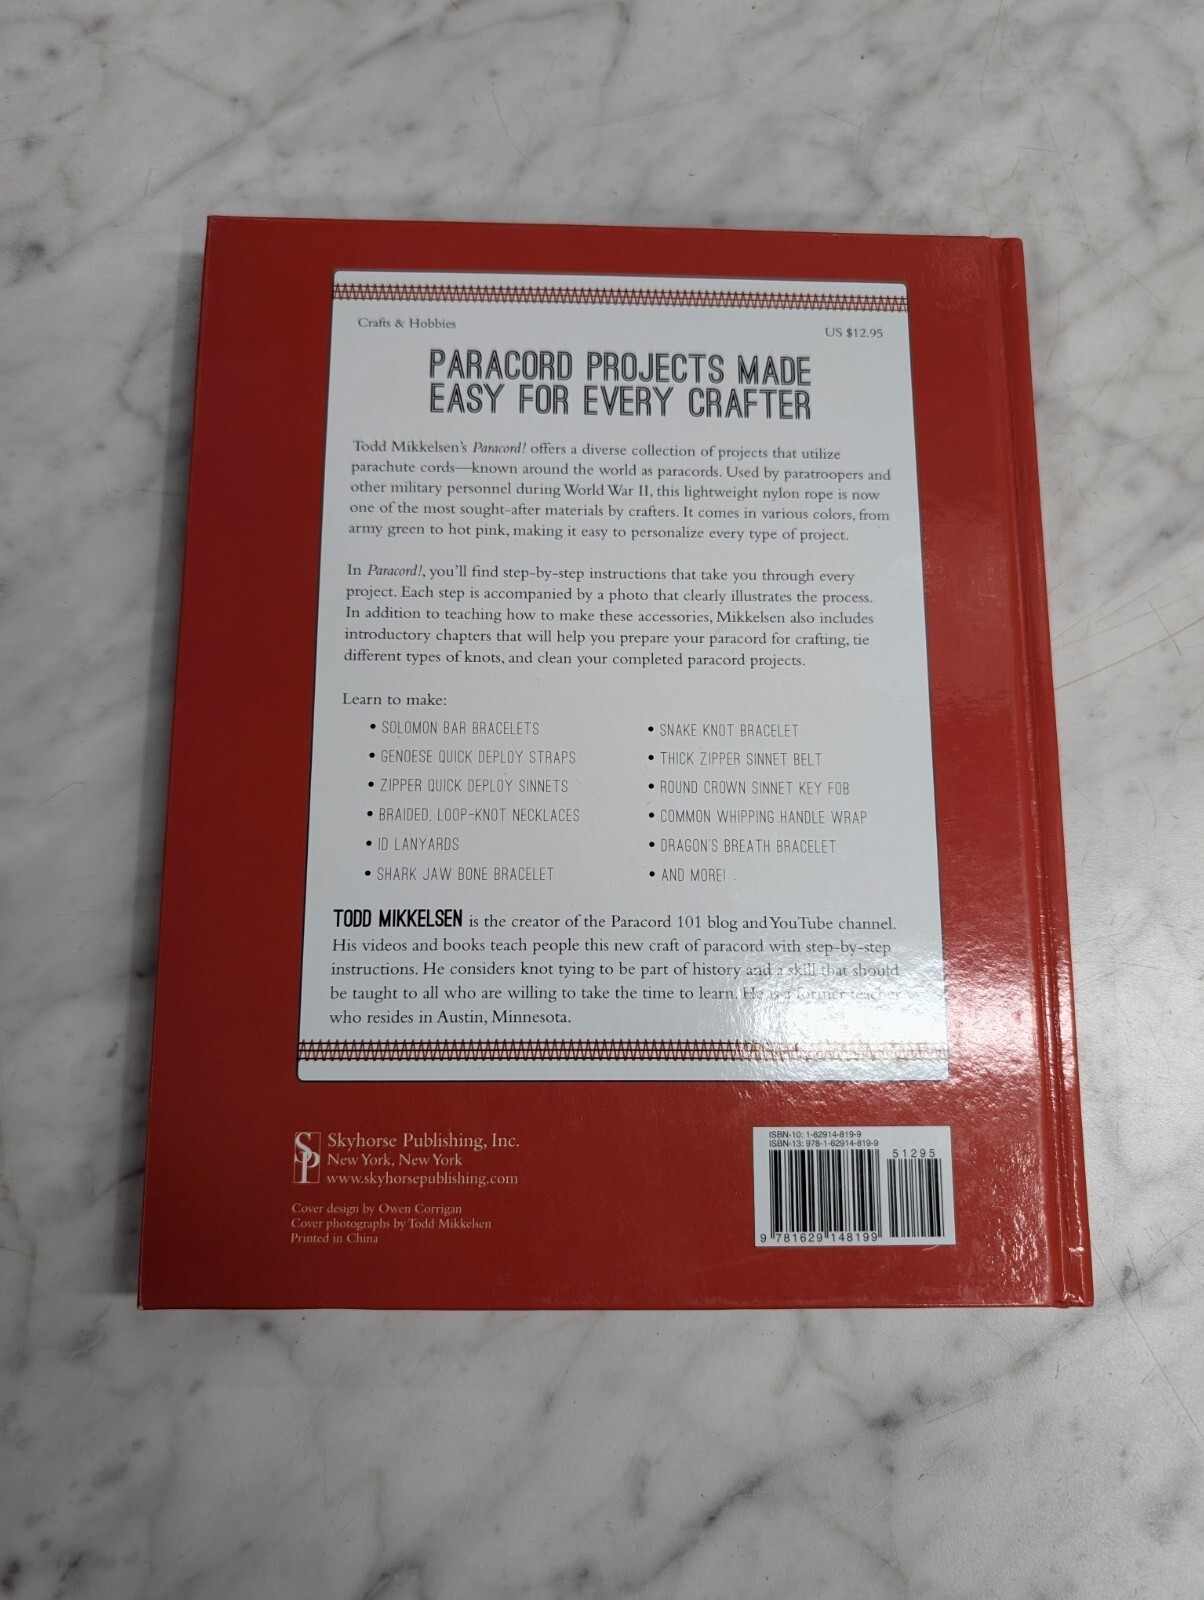 Crafts & Hobbies
US $12.95
PARACORD PROJECTS MADE
EASY FOR EVERY CRAFTER
Todd Mikkelsen's Paracord! offers a diverse collection of projects that utilize
parachute cords—known around the world as paracords. Used by paratroopers and
other military personnel during World War II, this lightweight nylon rope is now
one of the most sought-after materials by crafters. It comes in various colors, from
army green to hot pink, making it easy to personalize every type of project.
In Paracord!, you'll find step-by-step instructions that take you through every
project. Each step is accompanied by a photo that clearly illustrates the process.
In addition to teaching how to make these accessories, Mikkelsen also includes
introductory chapters that will help you prepare your paracord for crafting, tie
different types of knots, and clean your completed paracord projects.
Learn to make:
• SOLOMON BAR BRACELETS
• GENOESE QUICK DEPLOY STRAPS
• ZIPPER QUICK DEPLOY SINNETS
• BRAIDED, LOOP-KNOT NECKLACES
• ID LANYARDS
• SHARK JAW BONE BRACELET
• SNAKE KNOT BRACELET
• THICK ZIPPER SINNET BELT
• ROUND CROWN SINNET KEY FOB
• COMMON WHIPPING HANDLE WRAP
• DRAGON'S BREATH BRACELET
• AND MORE!
TODD MIKKELSEN is the creator of the Paracord 101 blog and YouTube channel.
His videos and books teach people this new craft of paracord with step-by-step
instructions. He considers knot tying to be part of history and a skill that should
be taught to all who are willing to take the time to learn. He is a former teacher
who resides in Austin, Minnesota.
SP
Skyhorse Publishing, Inc.
New York, New York
www.skyhorsepublishing.com
Cover design by Owen Corrigan
Cover photographs by Todd Mikkelsen
Printed in China
ISBN-10: 1-62914-819-9
ISBN-13: 978-1-62914-819-9
51295
9 781629 148199